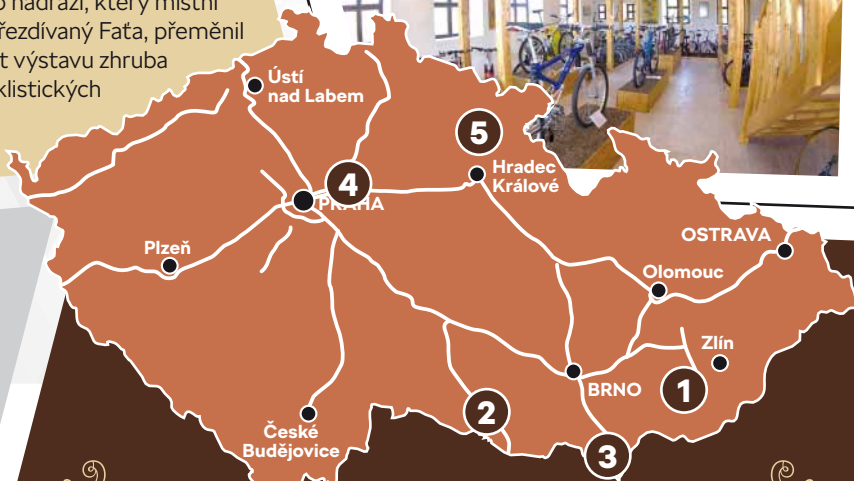 nádraží, který místní
řezdívaný Faťa, přeměnil
t výstavu zhruba
klistických
Ústí
nad Labem
5
Hradec
Králové
4
PRAHA
OSTRAVA
Plzeň
Olomouc
Zlín
BRNO
1
2
České
Budějovice
3